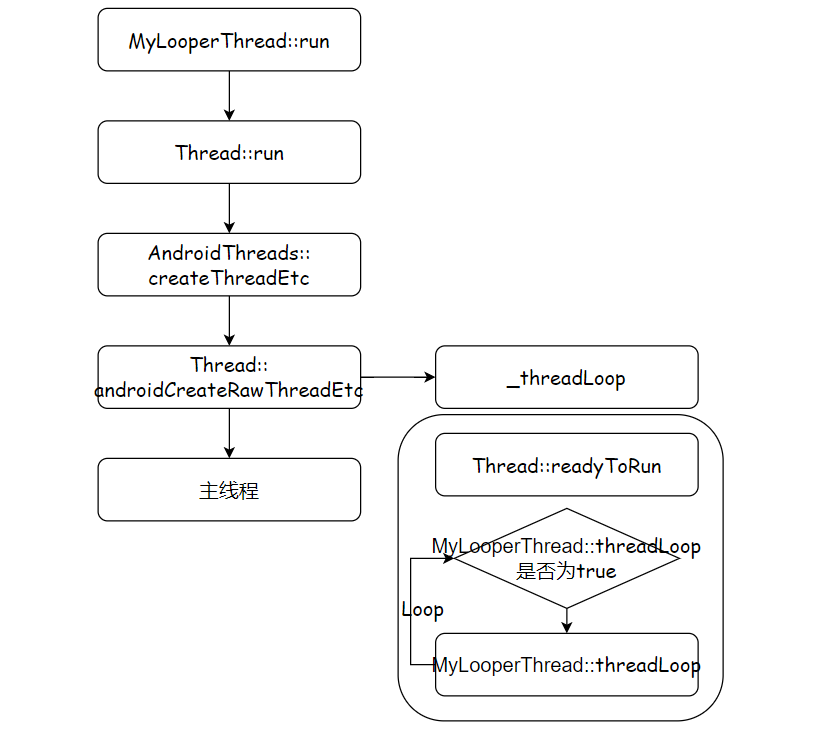 MyLooperThread::run
Thread::run
AndroidThreads::
createThreadEtc
Thread::
androidCreateRawThreadEtc
_threadLoop
主线程
Thread::readyToRun
MyLooperThread::threadLoop
是否为true
Loop
MyLooperThread::threadLoop